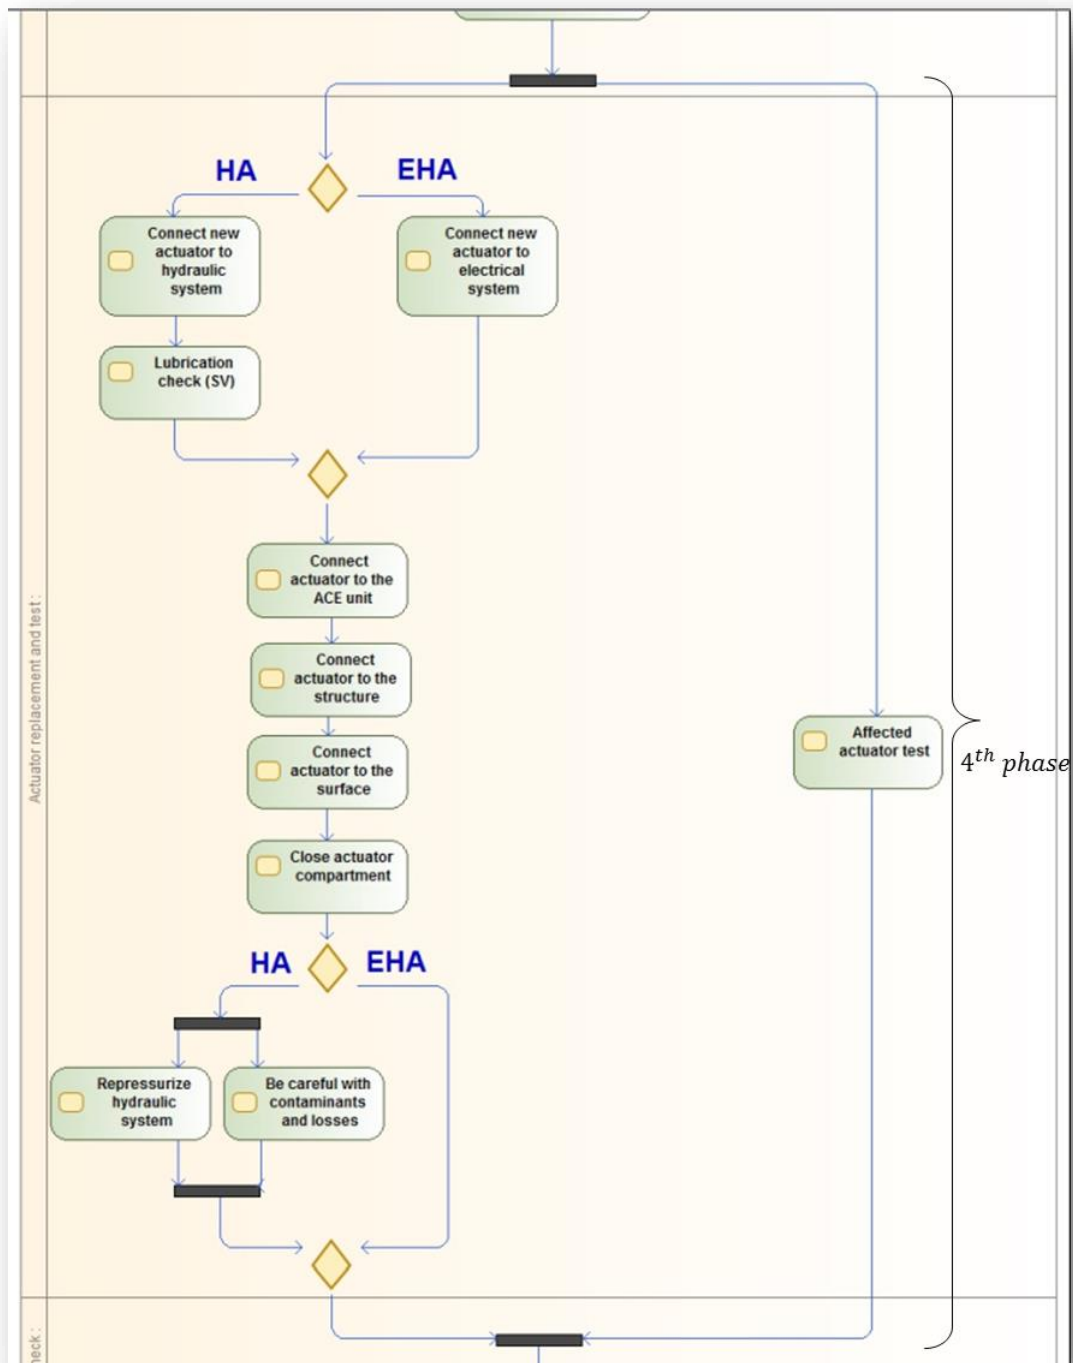 HA
EHA
Connect new
actuator to
hydraulic
system
Connect new
actuator to
electrical
system
Lubrication
check (SV)
Connect
actuator to the
ACE unit
Connect
actuator to the
structure
Connect
actuator to the
surface
Close actuator
compartment
HA
EHA
Repressurize
hydraulic
system
Be careful with
contaminants
and losses
Affected
actuator test
4th phase
Actuator replacement and test :